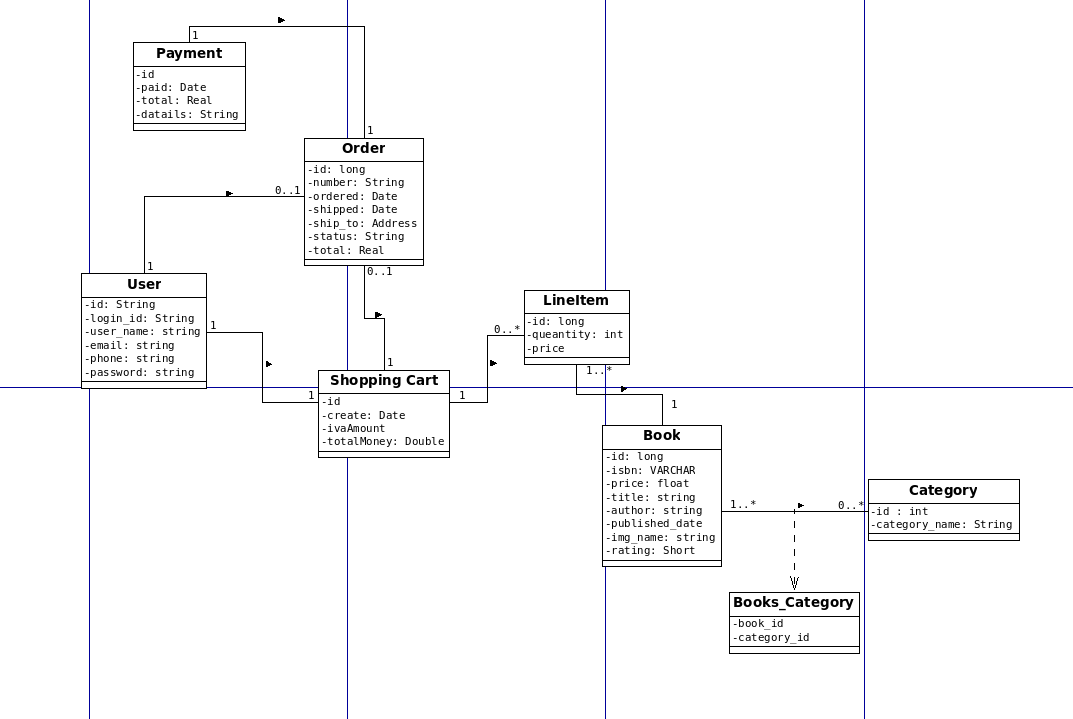 1
Payment
-id
-paid: Date
-total: Real
-datails: String
1
Order
-id: long
-number: String
-ordered: Date
-shipped: Date
-ship_to: Address
-status: String
-total: Real
0..1
0..1
1
User
-id: String
-login_id: String
-user_name: string
-email: string
-phone: string
-password: string
1
1
1
Shopping Cart
-id
-create: Date
-ivaAmount
-totalMoney: Double
1
0..*
LineItem
-id: long
-queantity: int
-price
1..*
1
Book
-id: long
-isbn: VARCHAR
-price: float
-title: string
-author: string
-published_date
-img_name: string
-rating: Short
1..*
0..*
Category
-id : int
-category_name: String
Books_Category
-book_id
-category_id